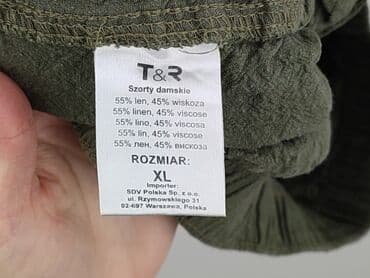 T&R
Szorty damskie
55% len, 45% wiskoza
55% linen, 45% viscose
55% lino, 45% viscosa
55% lin, 45% viscose
55% лен, 45% вискоза
ROZMIAR:
XL
Importer:
SDV Polska Sp. z o.o.
ul. Rzymowskiego 31
02-697 Warszawa, Polska